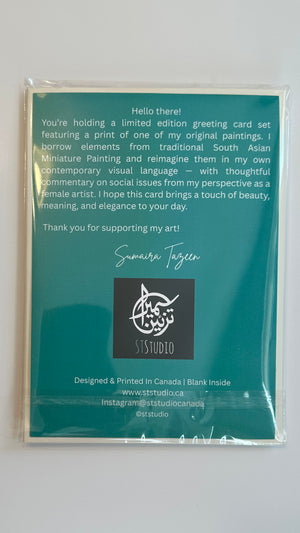 Hello there!
You're holding a limited edition greeting card set
featuring a print of one of my original paintings. I
borrow elements from traditional South Asian
Miniature Painting and reimagine them in my own
contemporary visual language — with thoughtful
commentary on social issues from my perspective as a
female artist. I hope this card brings a touch of beauty,
meaning, and elegance to your day.
Thank you for supporting my art!
Sumaira Tazeen
سمیرا
تزئین
STSTUDIO
Designed & Printed In Canada | Blank Inside
www.ststudio.ca
Instagram@ststudiocanada
©ststudio